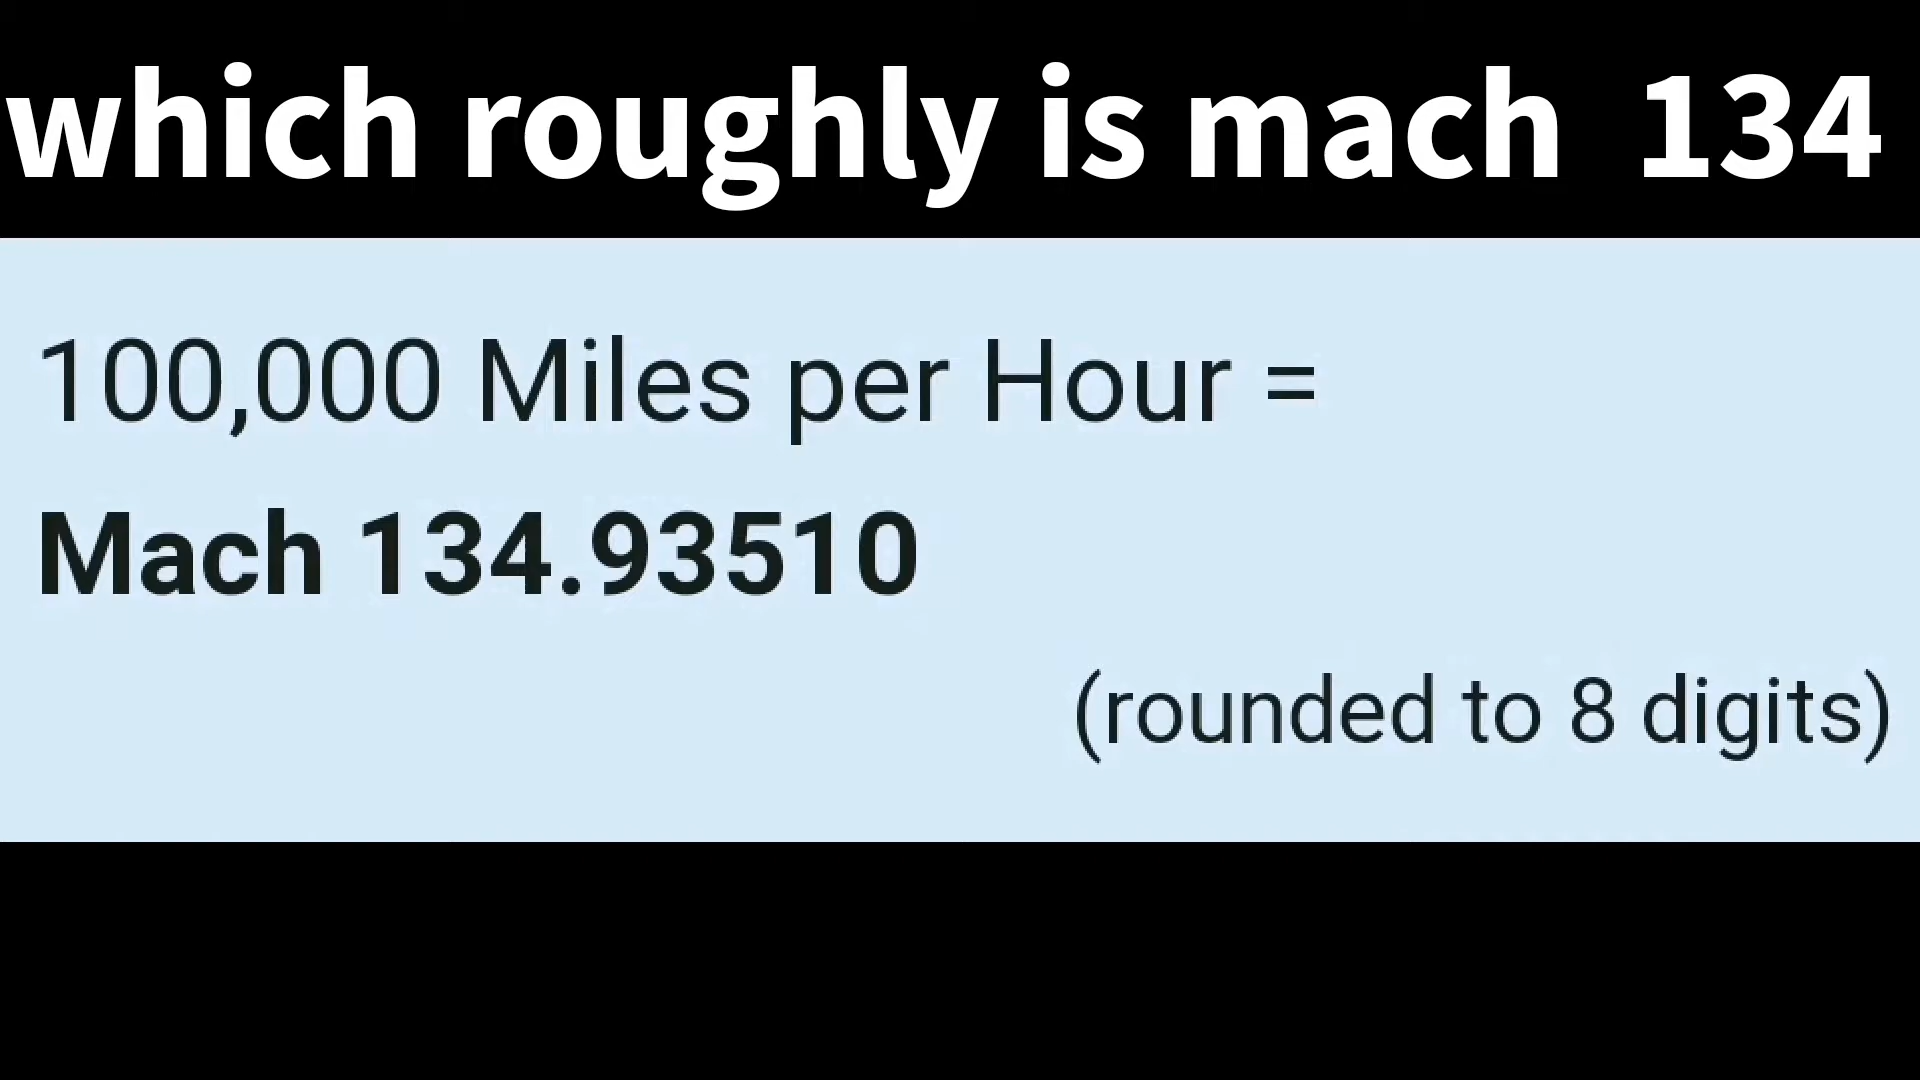 which roughly is mach 134
100,000 Miles per Hour =
Mach 134.93510
(rounded to 8 digits)